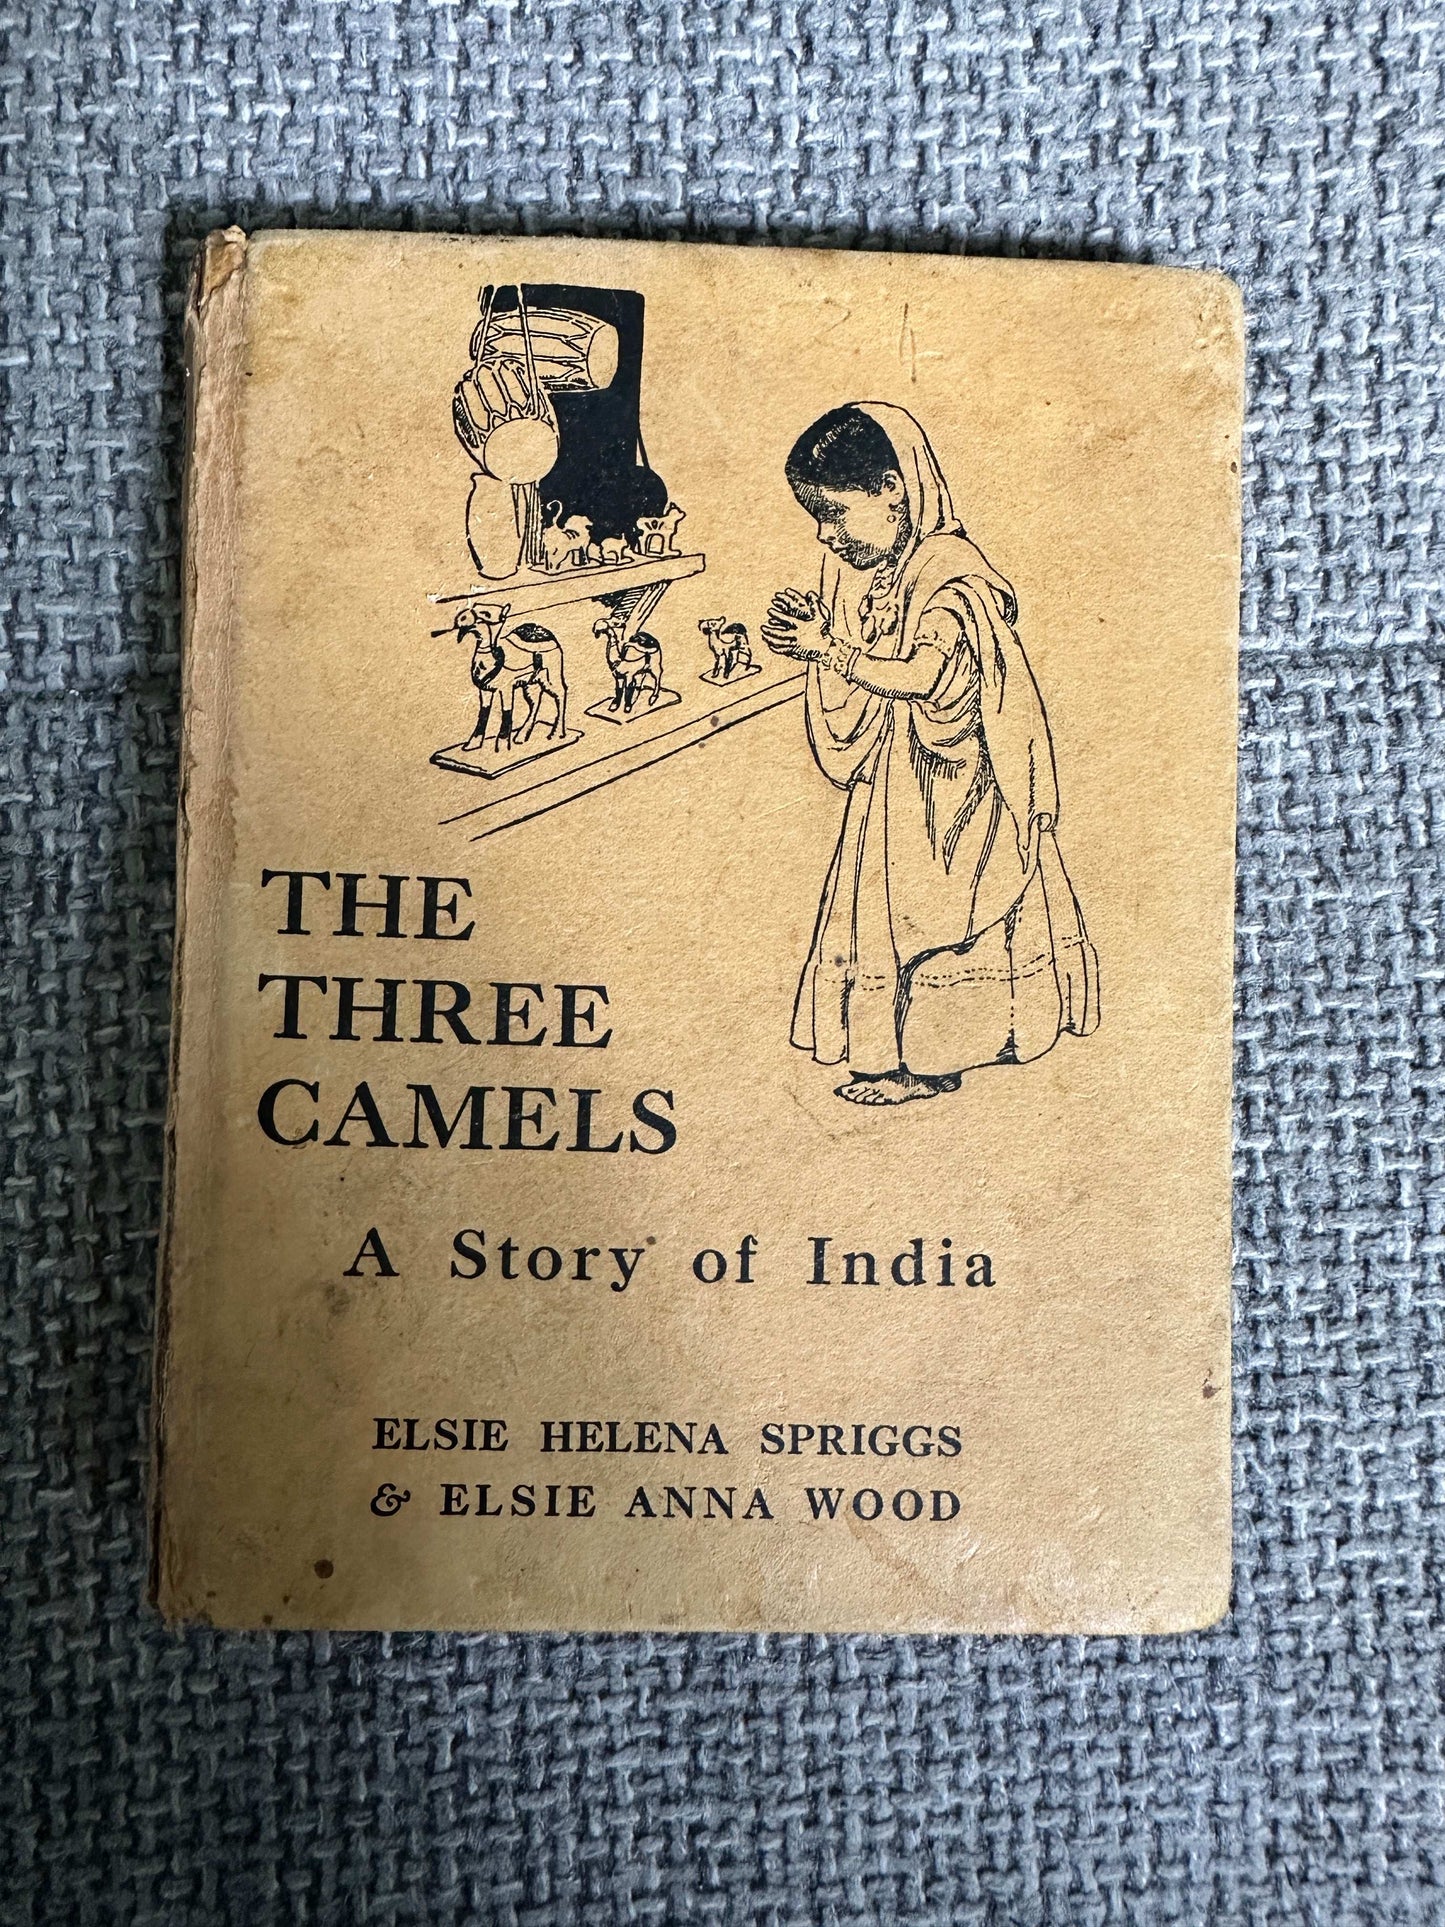 THE
THREE
CAMELS
A Story of India
ELSIE HELENA SPRIGGS
& ELSIE ANNA WOOD